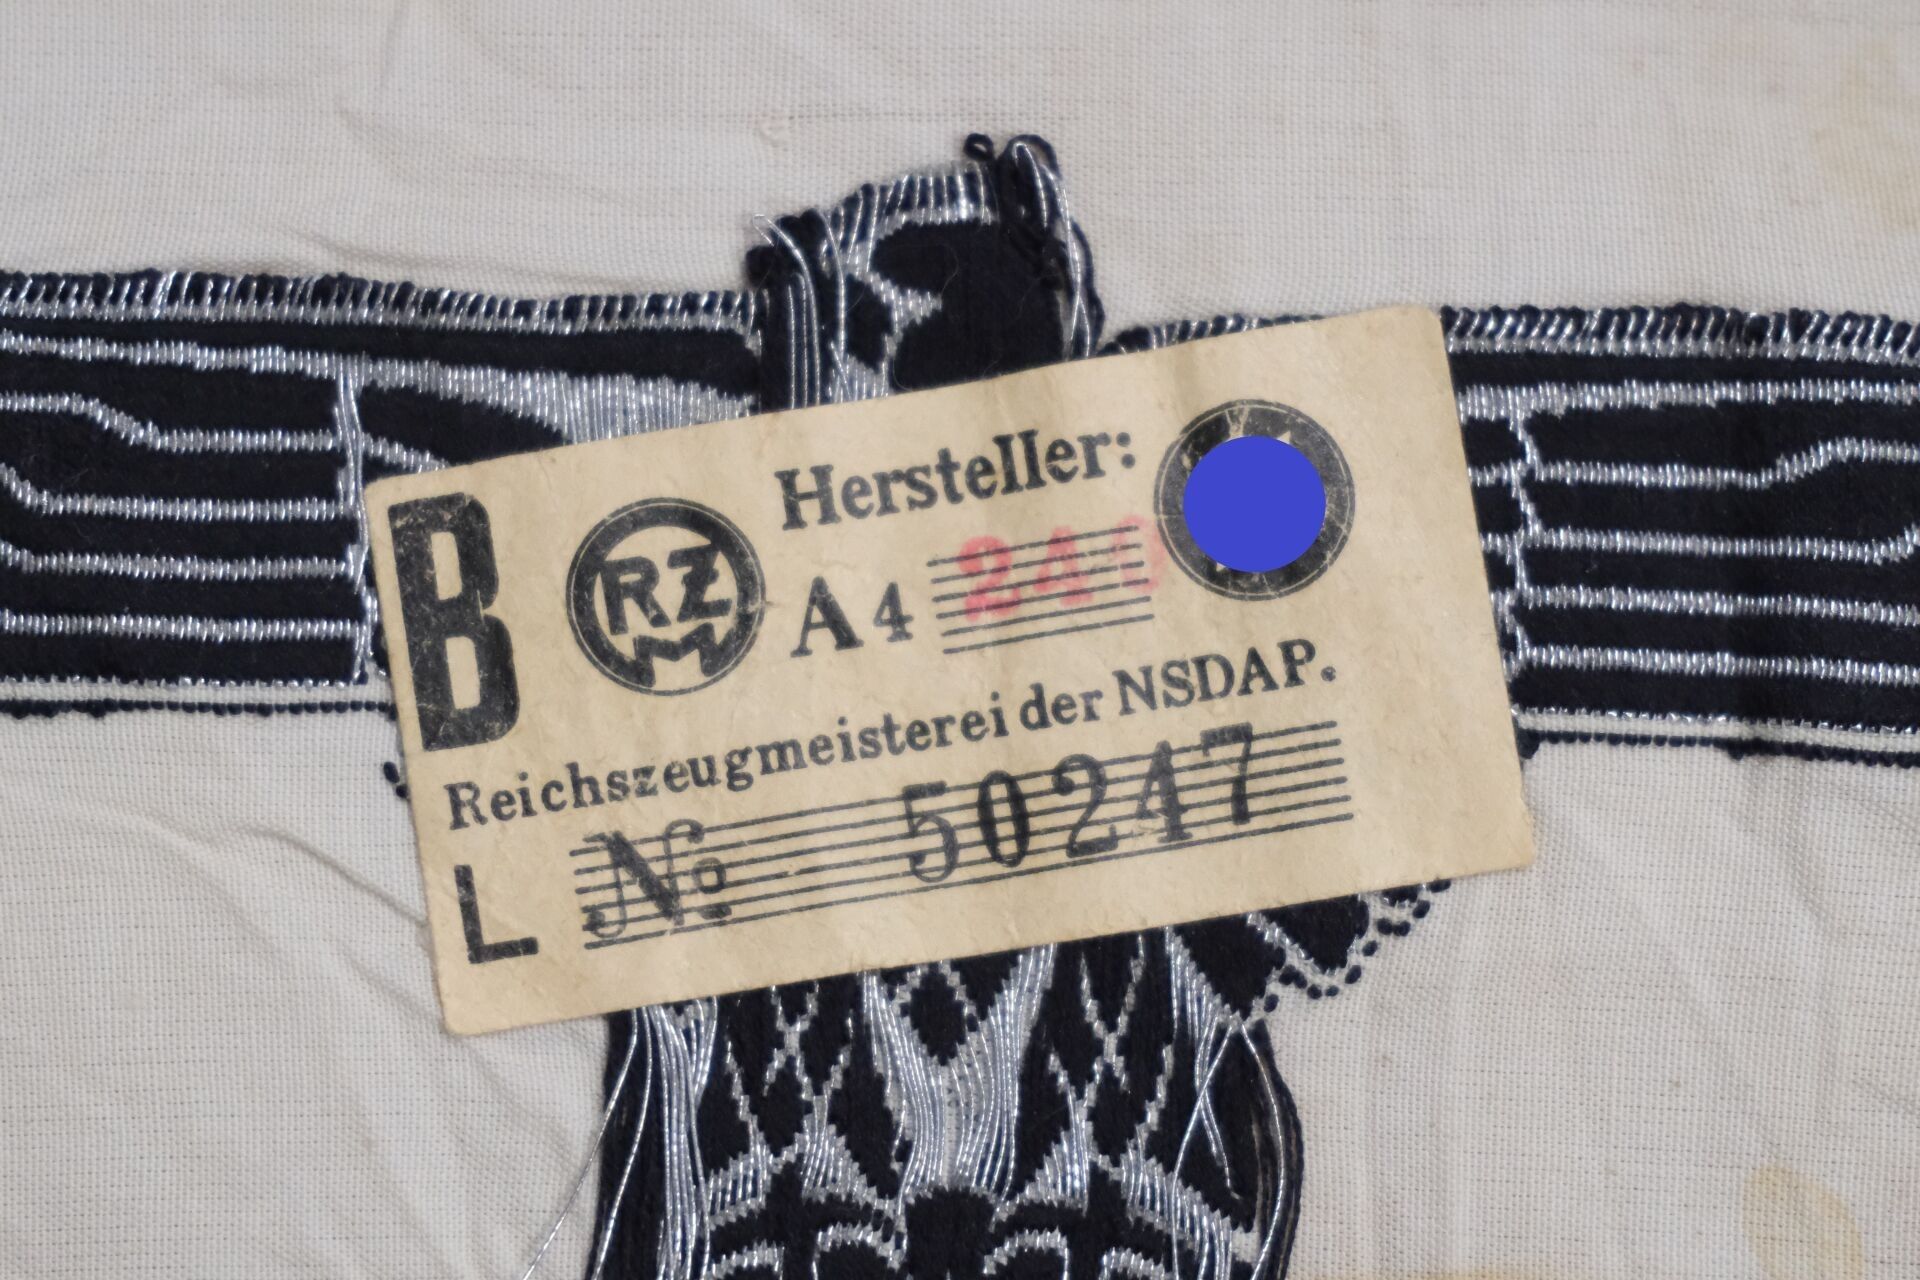 B
RZM
Hersteller:
A 4
Reichszeugmeisterei der NSDAP.
L
№ 50247